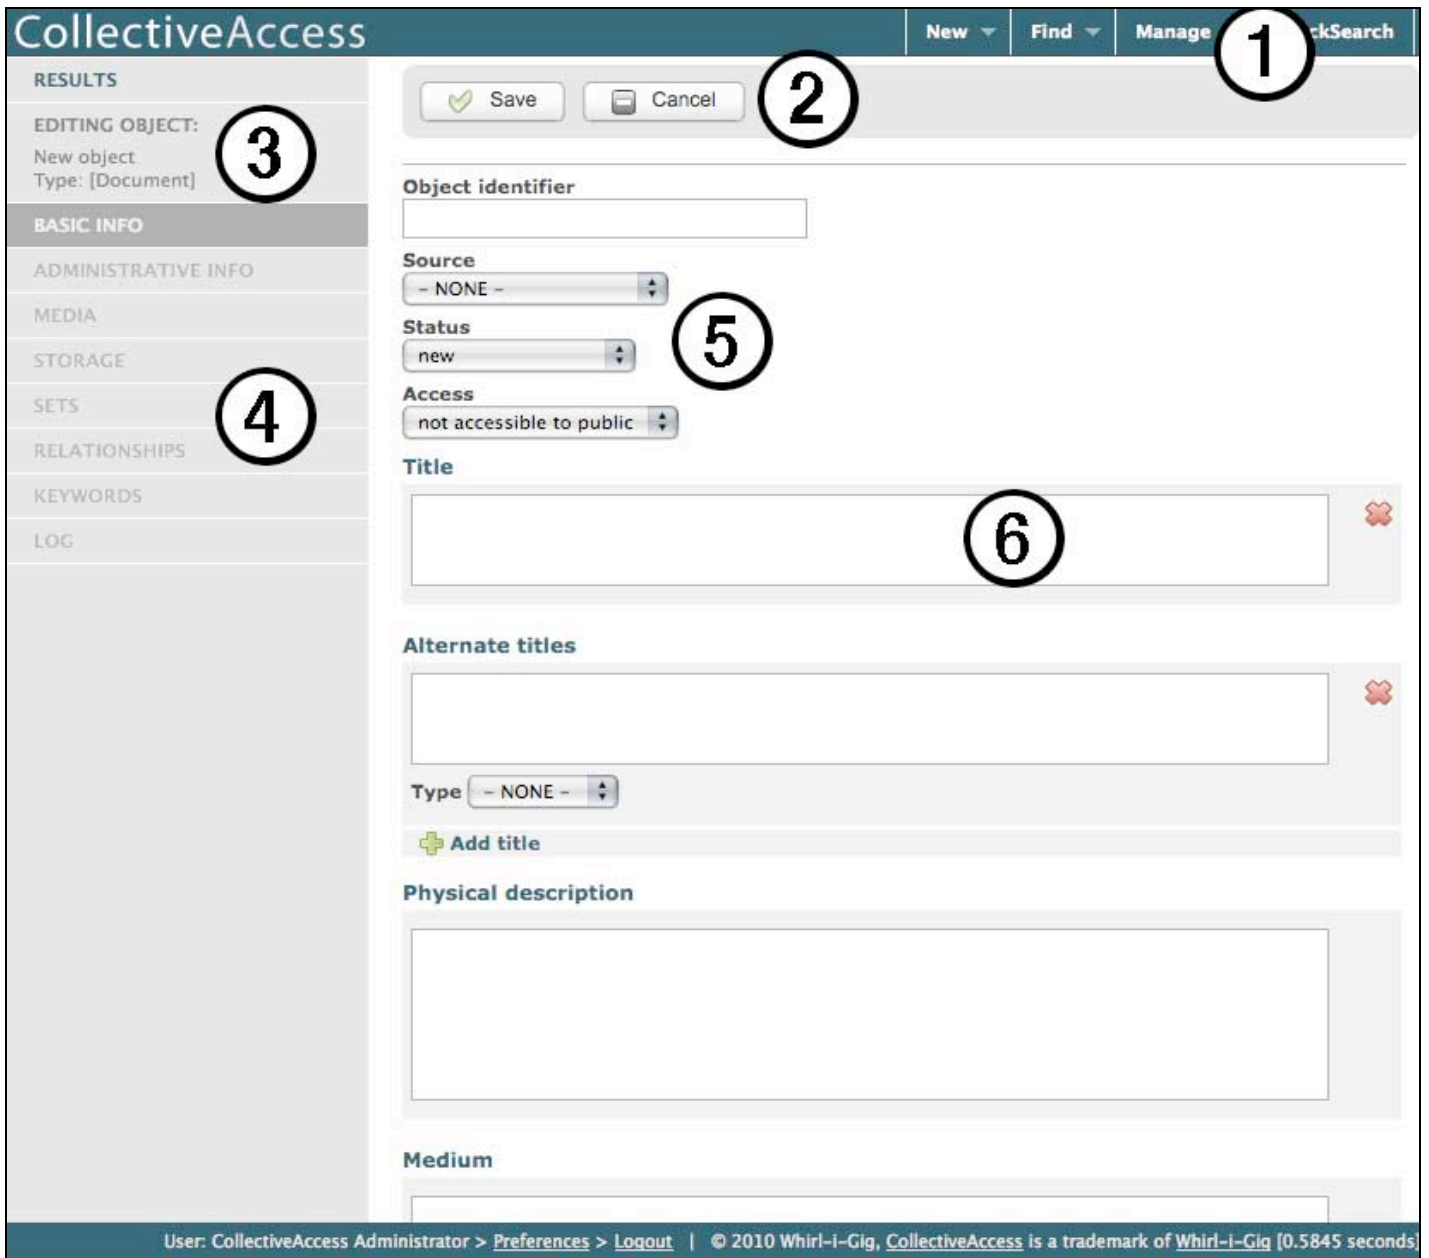 CollectiveAccess
New
Find
Manage
ckSearch
1
RESULTS
Save
Cancel
2
EDITING OBJECT:
New object
Type: [Document]
3
BASIC INFO
ADMINISTRATIVE INFO
MEDIA
STORAGE
SETS
4
RELATIONSHIPS
KEYWORDS
LOG
Object identifier
Source
– NONE –
Status
new
5
Access
not accessible to public
Title
6
Alternate titles
Type – NONE –
Add title
Physical description
Medium
User: CollectiveAccess Administrator > Preferences > Logout | © 2010 Whirl-i-Gig, CollectiveAccess is a trademark of Whirl-i-Gig [0.5845 seconds